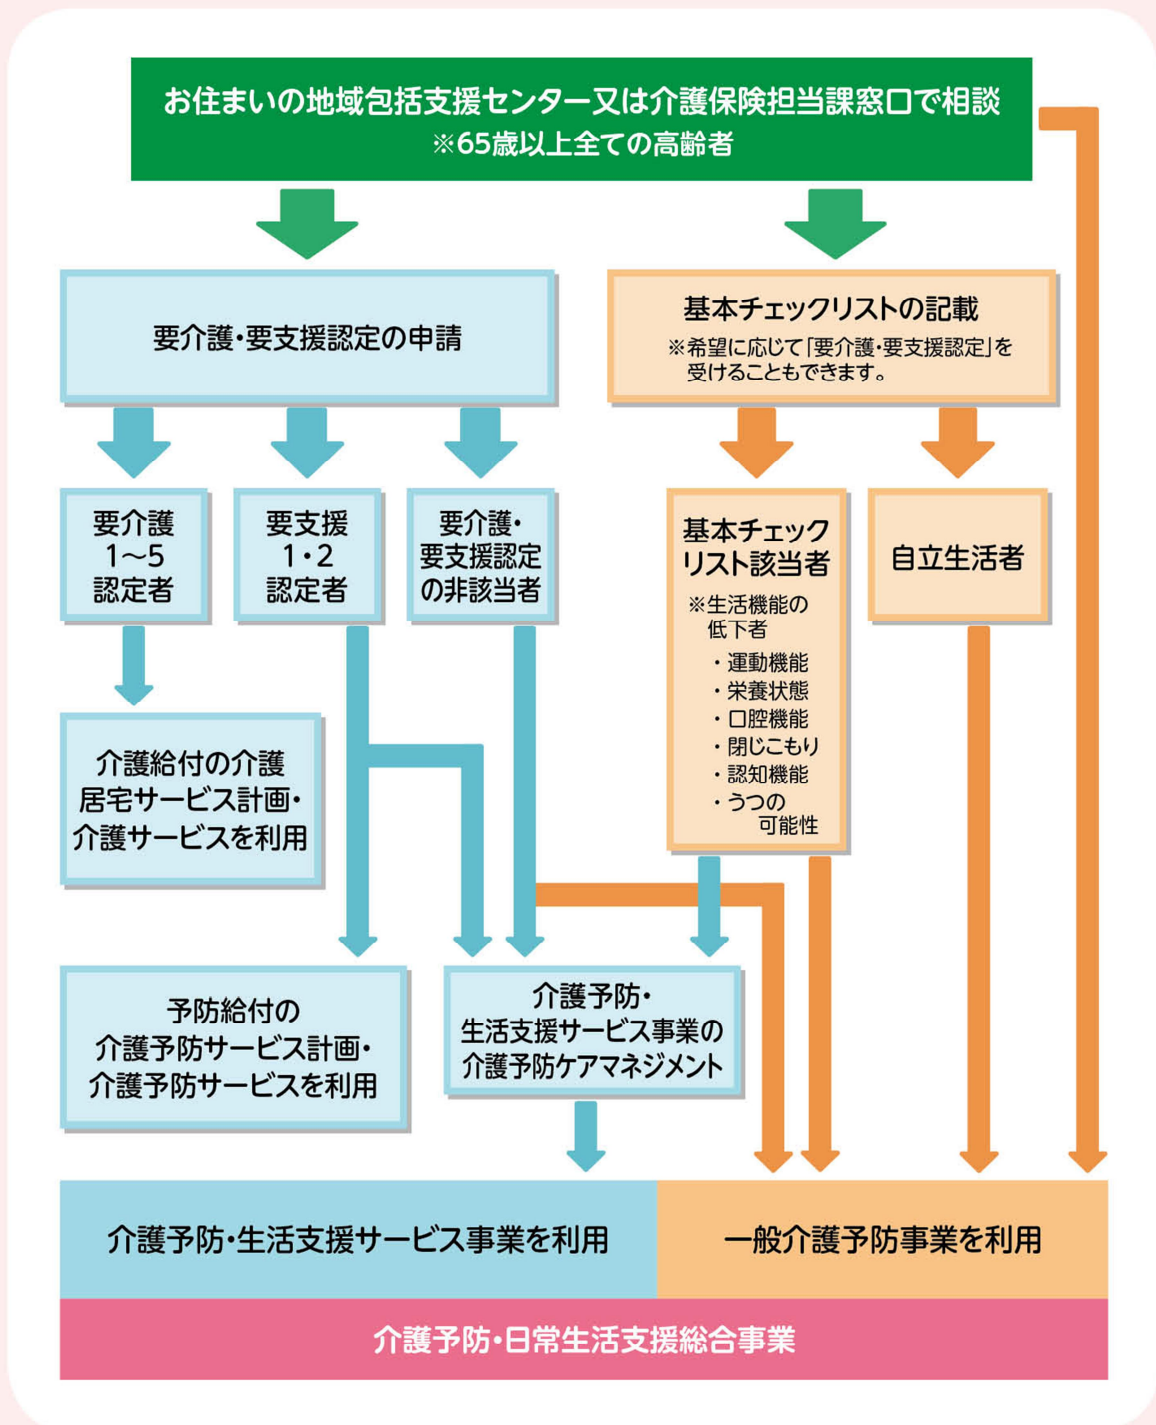 お住まいの地域包括支援センター又は介護保険担当課窓口で相談
※65歳以上全ての高齢者
要介護・要支援認定の申請
基本チェックリストの記載
※希望に応じて「要介護・要支援認定」を
受けることもできます。
要介護
1〜5
認定者
要支援
1・2
認定者
要介護・
要支援認定
の非該当者
基本チェック
リスト該当者
※生活機能の
低下者
・運動機能
・栄養状態
・口腔機能
・閉じこもり
・認知機能
・うつの
可能性
自立生活者
介護給付の介護
居宅サービス計画・
介護サービスを利用
予防給付の
介護予防サービス計画・
介護予防サービスを利用
介護予防・
生活支援サービス事業の
介護予防ケアマネジメント
介護予防・生活支援サービス事業を利用
一般介護予防事業を利用
介護予防・日常生活支援総合事業